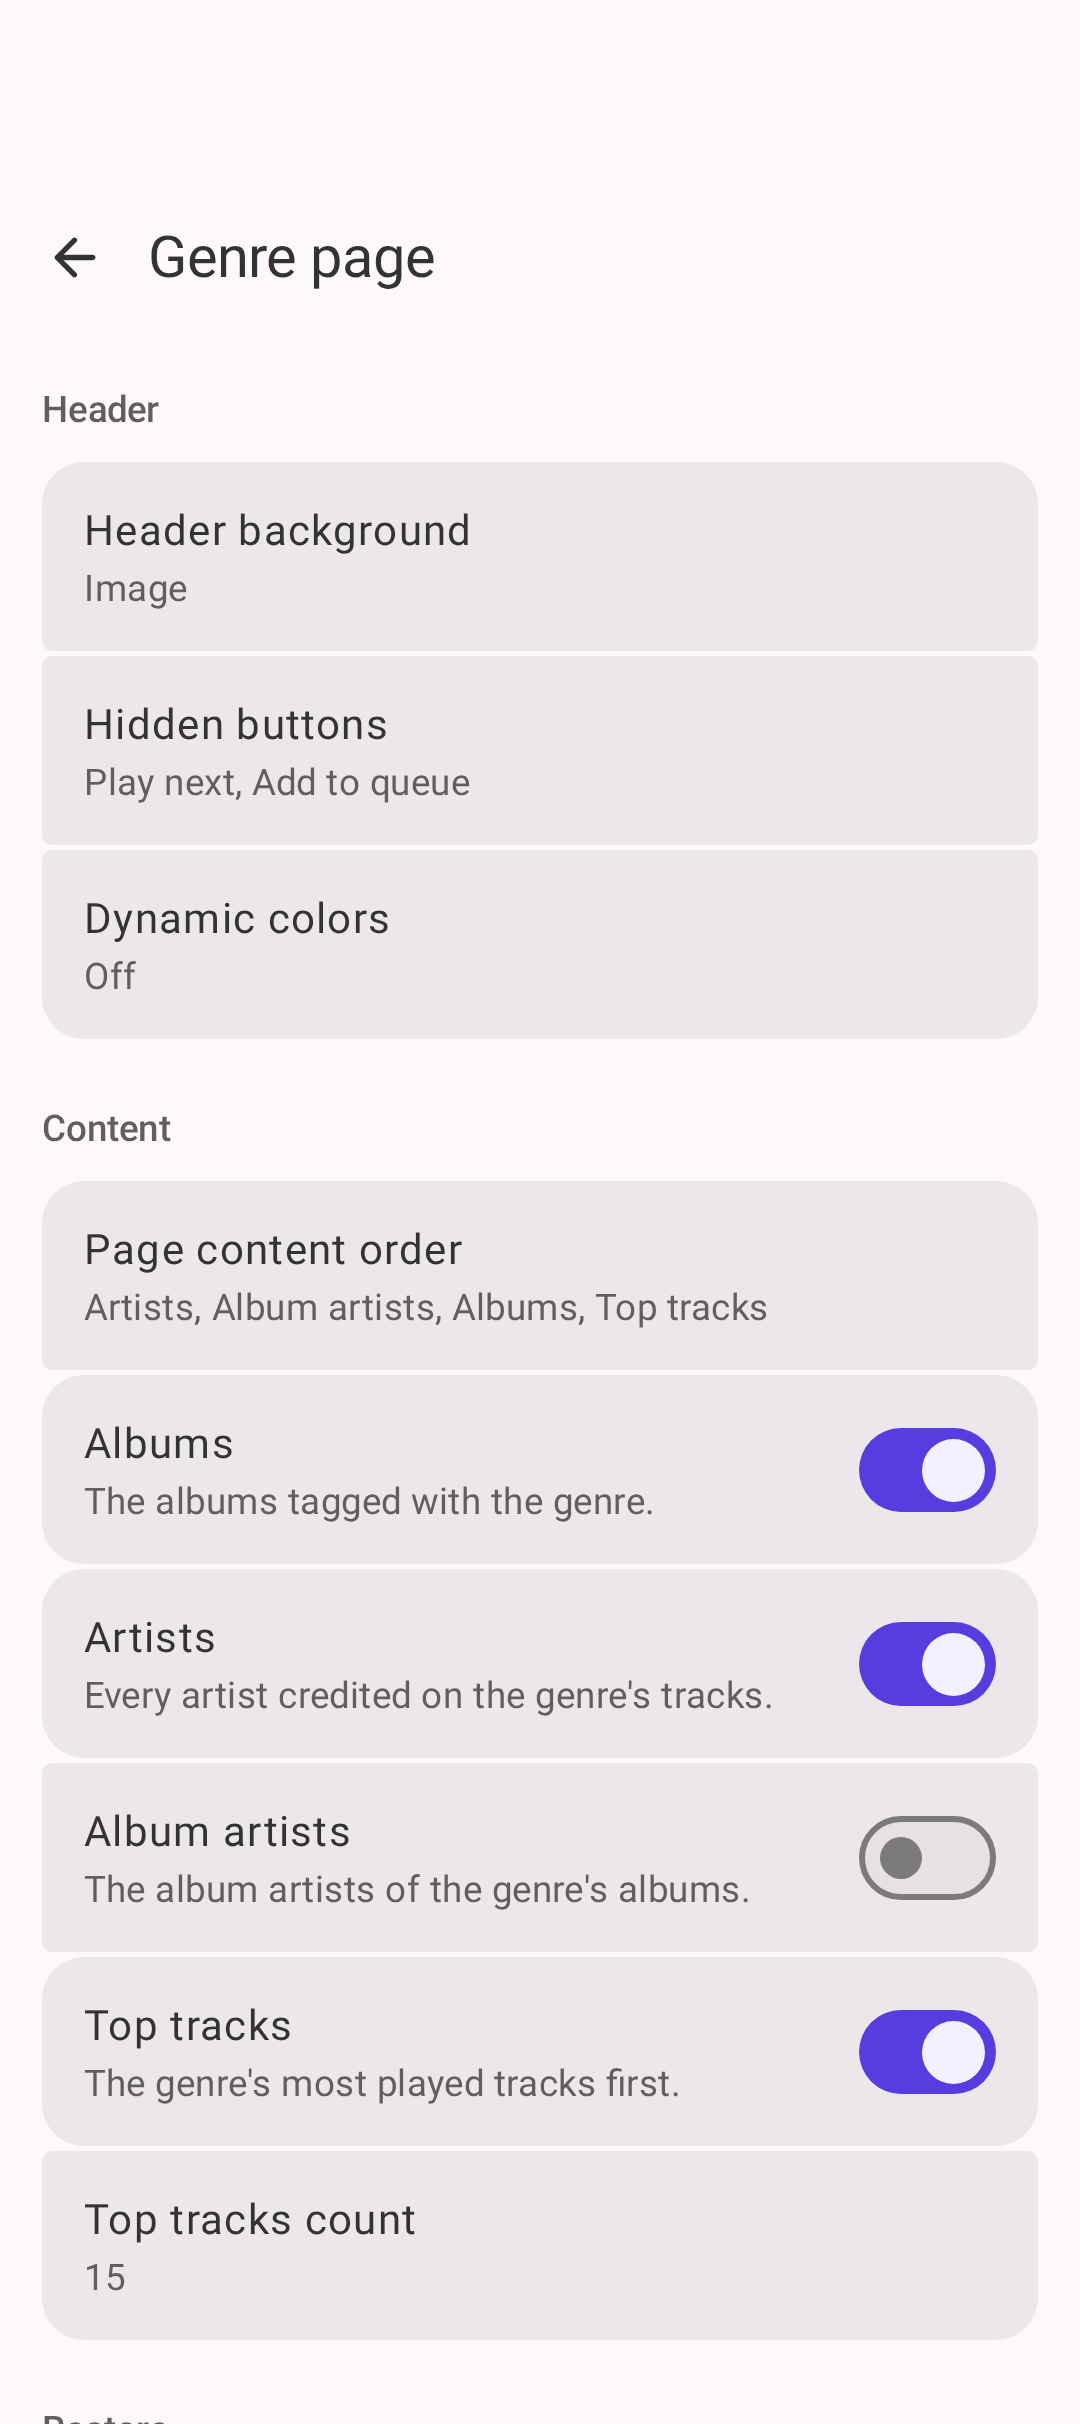 Genre page
Header
Header background
Image
Hidden buttons
Play next, Add to queue
Dynamic colors
Off
Content
Page content order
Artists, Album artists, Albums, Top tracks
Albums
The albums tagged with the genre.
Artists
Every artist credited on the genre's tracks.
Album artists
The album artists of the genre's albums.
Top tracks
The genre's most played tracks first.
Top tracks count
15